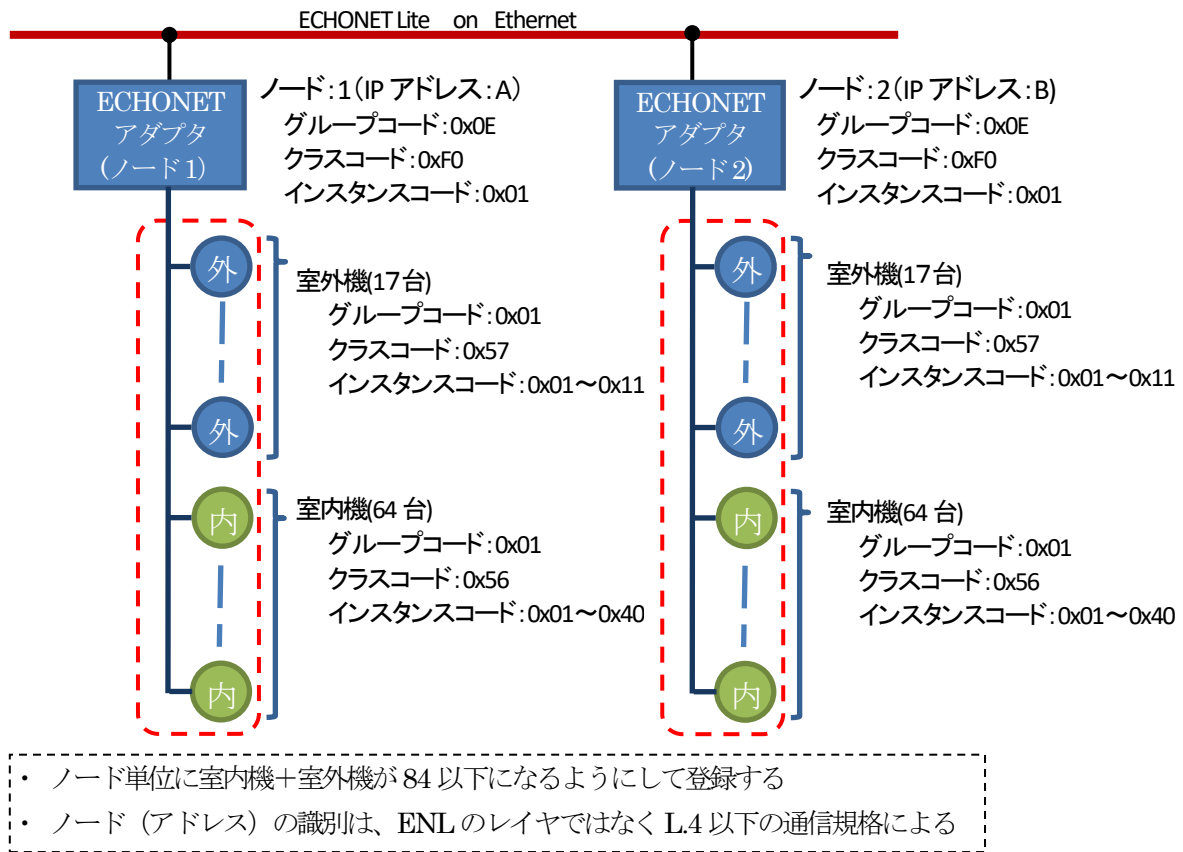 ECHONET Lite on Ethernet
ECHONET
アダプタ
(ノード1)
ノード:1(IP アドレス:A)
グループコード:0x0E
クラスコード:0xF0
インスタンスコード:0x01
外
外
室外機(17台)
グループコード:0x01
クラスコード:0x57
インスタンスコード:0x01～0x11
内
内
室内機(64 台)
グループコード:0x01
クラスコード:0x56
インスタンスコード:0x01～0x40
ECHONET
アダプタ
(ノード2)
ノード:2(IP アドレス:B)
グループコード:0x0E
クラスコード:0xF0
インスタンスコード:0x01
外
外
室外機(17台)
グループコード:0x01
クラスコード:0x57
インスタンスコード:0x01～0x11
内
内
室内機(64 台)
グループコード:0x01
クラスコード:0x56
インスタンスコード:0x01～0x40
・ ノード単位に室内機＋室外機が 84 以下になるようにして登録する
・ ノード（アドレス）の識別は、ENL のレイヤではなく L.4 以下の通信規格による